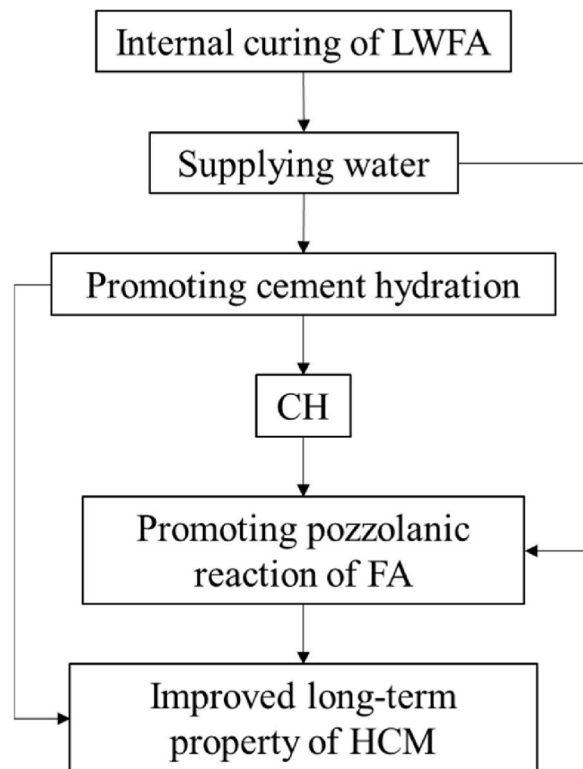 Internal curing of LWFA
Supplying water
Promoting cement hydration
CH
Promoting pozzolanic
reaction of FA
Improved long-term
property of HCM